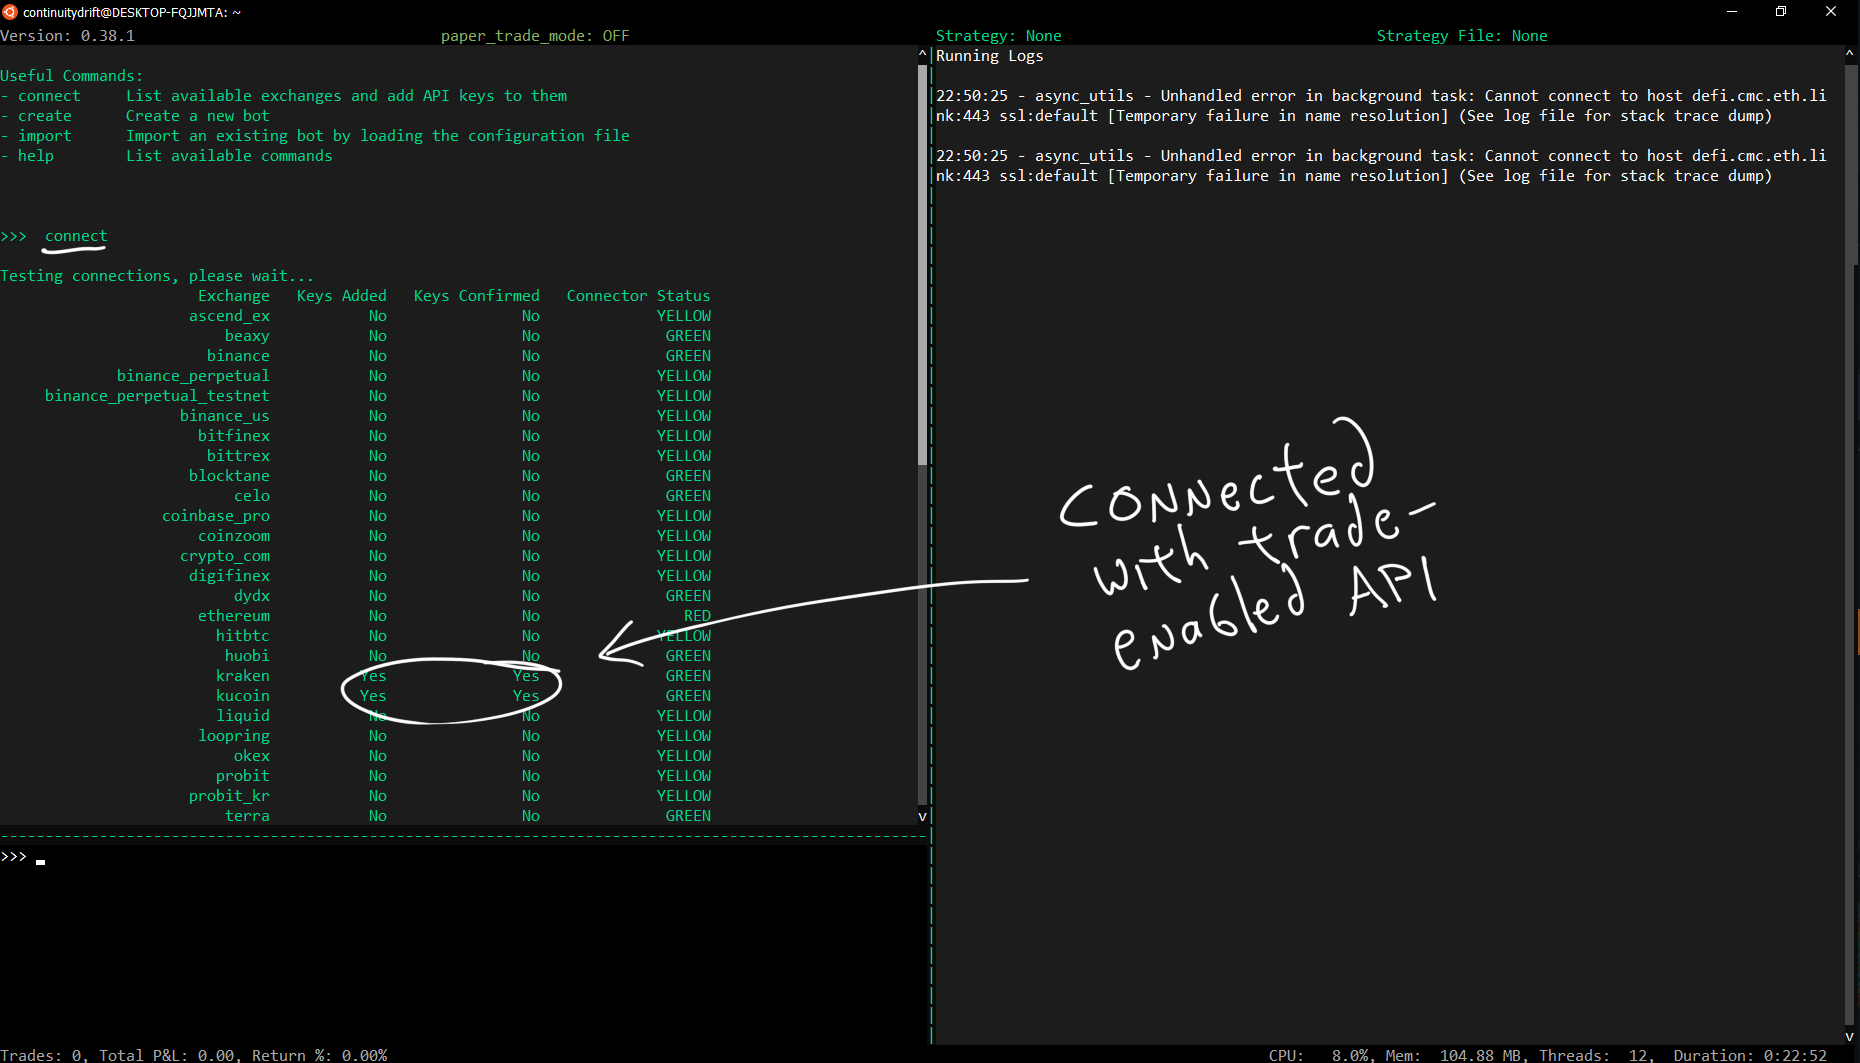 continuitydrift@DESKTOP-FQJJMTA: ~
Version: 0.38.1 paper_trade_mode: OFF Strategy: None Strategy File: None
Useful Commands:
- connect List available exchanges and add API keys to them
- create Create a new bot
- import Import an existing bot by loading the configuration file
- help List available commands
>>> connect
Testing connections, please wait...
Exchange Keys Added Keys Confirmed Connector Status
ascend_ex No No YELLOW
beaxy No No GREEN
binance No No GREEN
binance_perpetual No No YELLOW
binance_perpetual_testnet No No YELLOW
binance_us No No YELLOW
bitfinex No No YELLOW
bittrex No No YELLOW
blocktane No No GREEN
celo No No GREEN
coinbase_pro No No YELLOW
coinzoom No No YELLOW
crypto_com No No YELLOW
digifinex No No YELLOW
dydx No No GREEN
ethereum No No RED
hitbtc No No YELLOW
huobi No No GREEN
kraken Yes Yes GREEN
kucoin Yes Yes GREEN
liquid No No YELLOW
loopring No No YELLOW
okex No No YELLOW
probit No No YELLOW
probit_kr No No YELLOW
terra No No GREEN
>>>
Running Logs
22:50:25 - async_utils - Unhandled error in background task: Cannot connect to host defi.cmc.eth.li
nk:443 ssl:default [Temporary failure in name resolution] (See log file for stack trace dump)
22:50:25 - async_utils - Unhandled error in background task: Cannot connect to host defi.cmc.eth.li
nk:443 ssl:default [Temporary failure in name resolution] (See log file for stack trace dump)
connected
with trade-
enabled API
Trades: 0, Total P&L: 0.00, Return %: 0.00% CPU: 8.0%, Mem: 104.88 MB, Threads: 12, Duration: 0:22:52